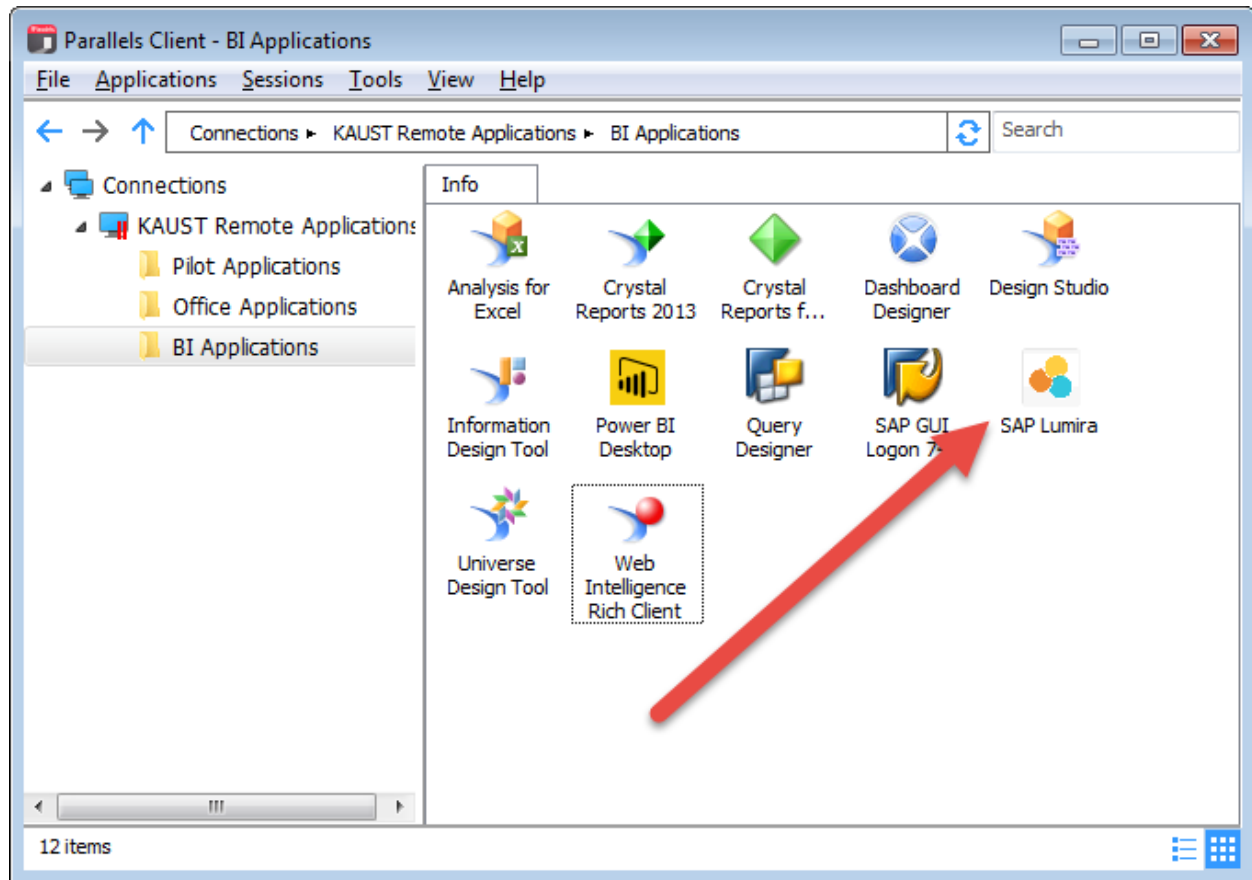 Parallels Client - BI Applications
File Applications Sessions Tools View Help
Connections KAUST Remote Applications BI Applications
Search
Connections
KAUST Remote Applications
Pilot Applications
Office Applications
BI Applications
Info
Analysis for
Excel
Crystal
Reports 2013
Crystal
Reports f...
Dashboard
Designer
Design Studio
Information
Design Tool
Power BI
Desktop
Query
Designer
SAP GUI
Logon
SAP Lumira
Universe
Design Tool
Web
Intelligence
Rich Client
12 items